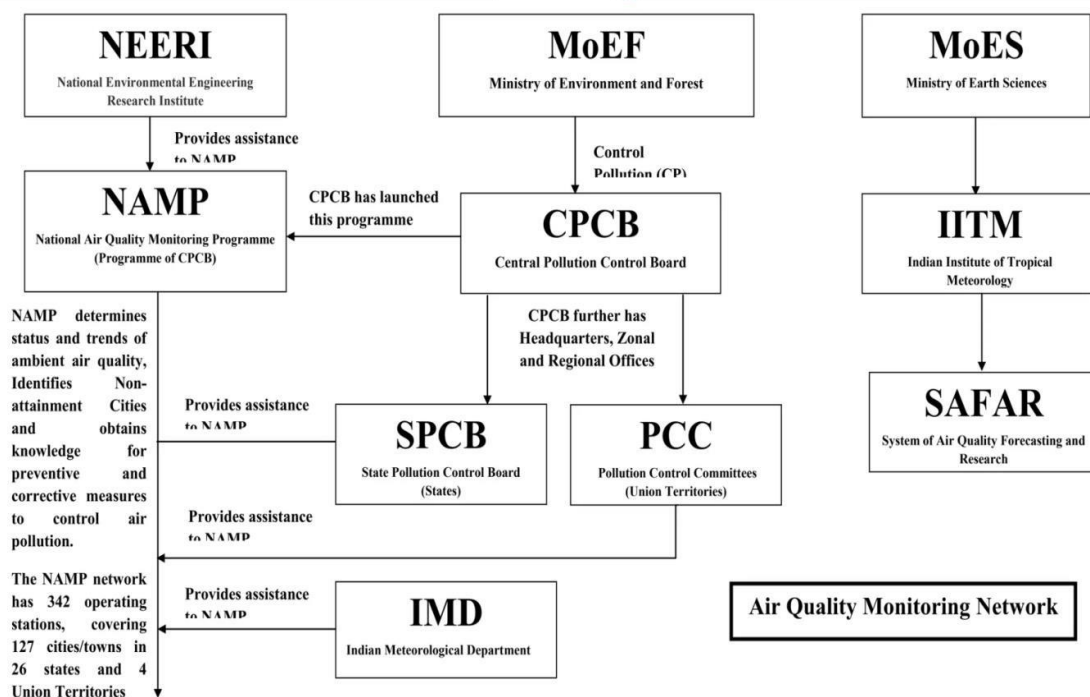 NEERI
National Environmental Engineering
Research Institute
MoEF
Ministry of Environment and Forest
MoES
Ministry of Earth Sciences
Provides assistance
to NAMP
Control
Pollution (CP)
NAMP
National Air Quality Monitoring Programme
(Programme of CPCB)
CPCB has launched
this programme
CPCB
Central Pollution Control Board
IITM
Indian Institute of Tropical
Meteorology
NAMP determines
status and trends of
ambient air quality,
Identifies Non-
attainment Cities
and obtains
knowledge for
preventive and
corrective measures
to control air
pollution.
CPCB further has
Headquarters, Zonal
and Regional Offices
Provides assistance
to NAMP
SPCB
State Pollution Control Board
(States)
PCC
Pollution Control Committees
(Union Territories)
SAFAR
System of Air Quality Forecasting and
Research
Provides assistance
to NAMP
The NAMP network
has 342 operating
stations, covering
127 cities/towns in
26 states and 4
Union Territories
Provides assistance
to NAMP
IMD
Indian Meteorological Department
Air Quality Monitoring Network